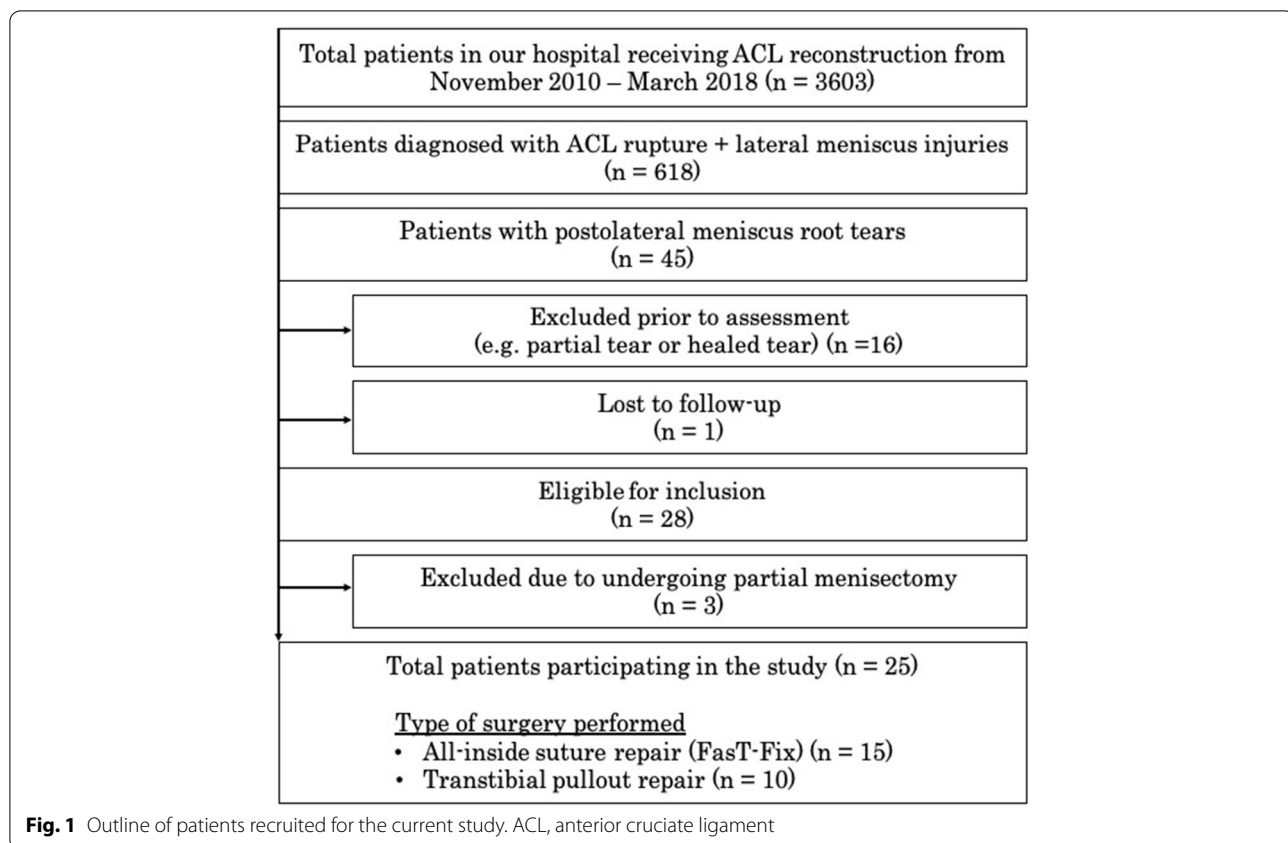 Total patients in our hospital receiving ACL reconstruction from
November 2010 – March 2018 (n = 3603)
Patients diagnosed with ACL rupture + lateral meniscus injuries
(n = 618)
Patients with postolateral meniscus root tears
(n = 45)
Excluded prior to assessment
(e.g. partial tear or healed tear) (n =16)
Lost to follow-up
(n = 1)
Eligible for inclusion
(n = 28)
Excluded due to undergoing partial menisectomy
(n = 3)
Total patients participating in the study (n = 25)
Type of surgery performed
• All-inside suture repair (FasT-Fix) (n = 15)
• Transtibial pullout repair (n = 10)
Fig. 1 Outline of patients recruited for the current study. ACL, anterior cruciate ligament